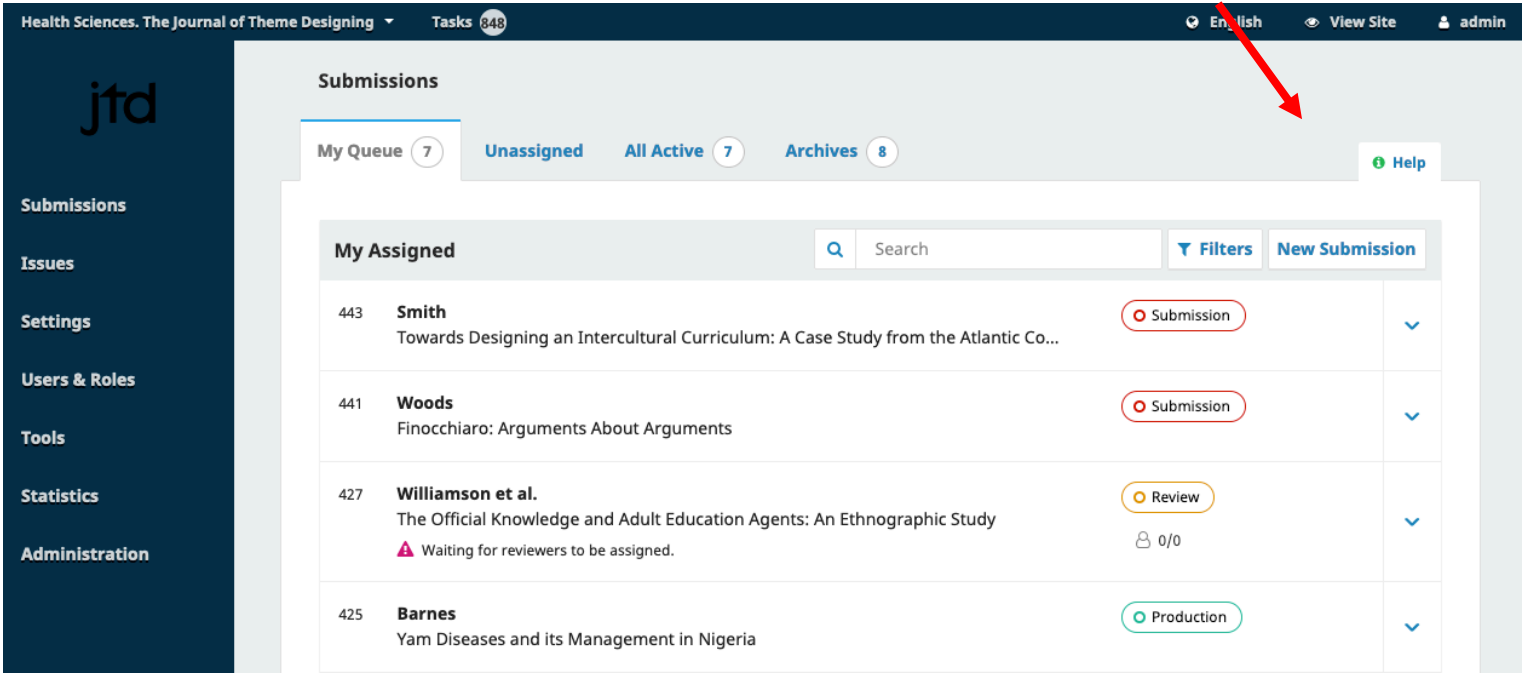 Health Sciences. The Journal of Theme Designing Tasks 848 English View Site admin
jtd
Submissions
My Queue 7 Unassigned All Active 7 Archives 8
Help
Submissions
Issues
Settings
Users & Roles
Tools
Statistics
Administration
My Assigned Search Filters New Submission
443 Smith Submission
Towards Designing an Intercultural Curriculum: A Case Study from the Atlantic Co...
441 Woods Submission
Finocchiaro: Arguments About Arguments
427 Williamson et al. Review
The Official Knowledge and Adult Education Agents: An Ethnographic Study
Waiting for reviewers to be assigned. 0/0
425 Barnes Production
Yam Diseases and its Management in Nigeria